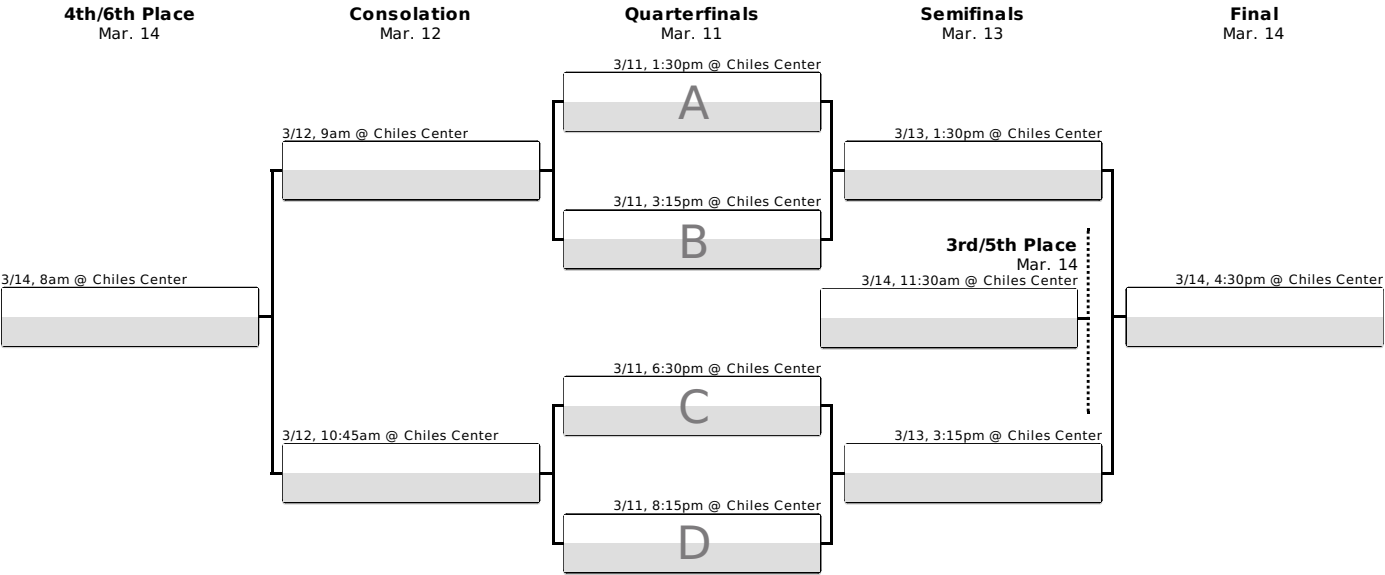 4th/6th Place
Mar. 14
Consolation
Mar. 12
Quarterfinals
Mar. 11
Semifinals
Mar. 13
Final
Mar. 14
3/11, 1:30pm @ Chiles Center
A
3/12, 9am @ Chiles Center
3/13, 1:30pm @ Chiles Center
3/11, 3:15pm @ Chiles Center
B
3rd/5th Place
Mar. 14
3/14, 8am @ Chiles Center
3/14, 11:30am @ Chiles Center
3/14, 4:30pm @ Chiles Center
3/11, 6:30pm @ Chiles Center
C
3/12, 10:45am @ Chiles Center
3/13, 3:15pm @ Chiles Center
3/11, 8:15pm @ Chiles Center
D